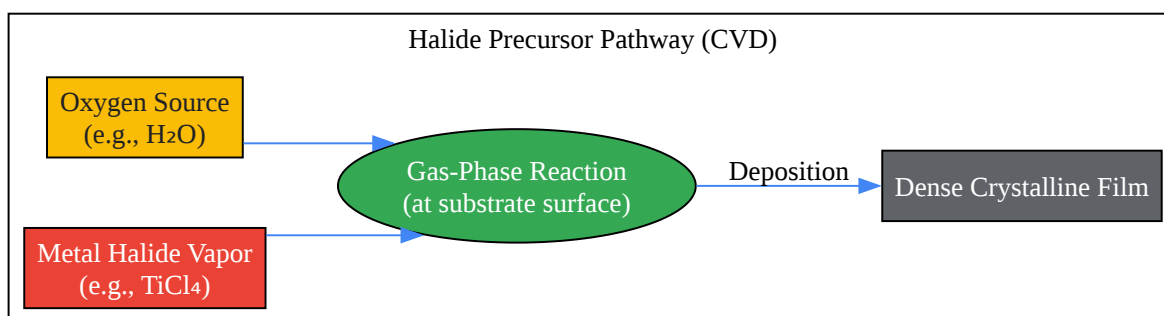 Halide Precursor Pathway (CVD)
Oxygen Source
(e.g., H₂O)
Metal Halide Vapor
(e.g., TiCl₄)
Gas-Phase Reaction
(at substrate surface)
Deposition
Dense Crystalline Film